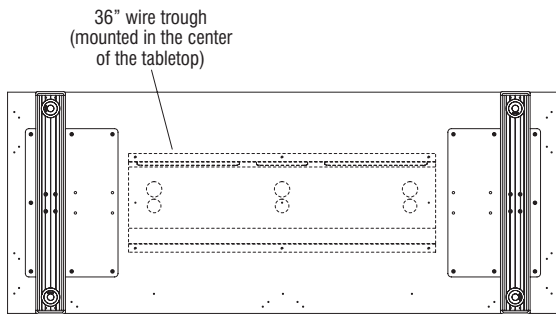 36” wire trough
(mounted in the center
of the tabletop)